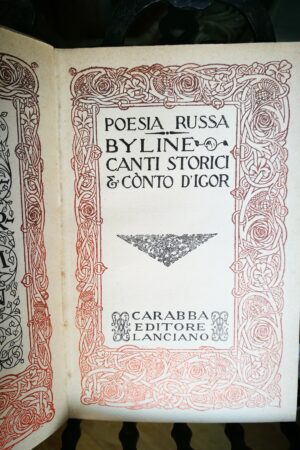 POESIA RUSSA
BYLINE
CANTI STORICI
& CÒNTO D'IGOR
CARABBA
EDITORE
LANCIANO